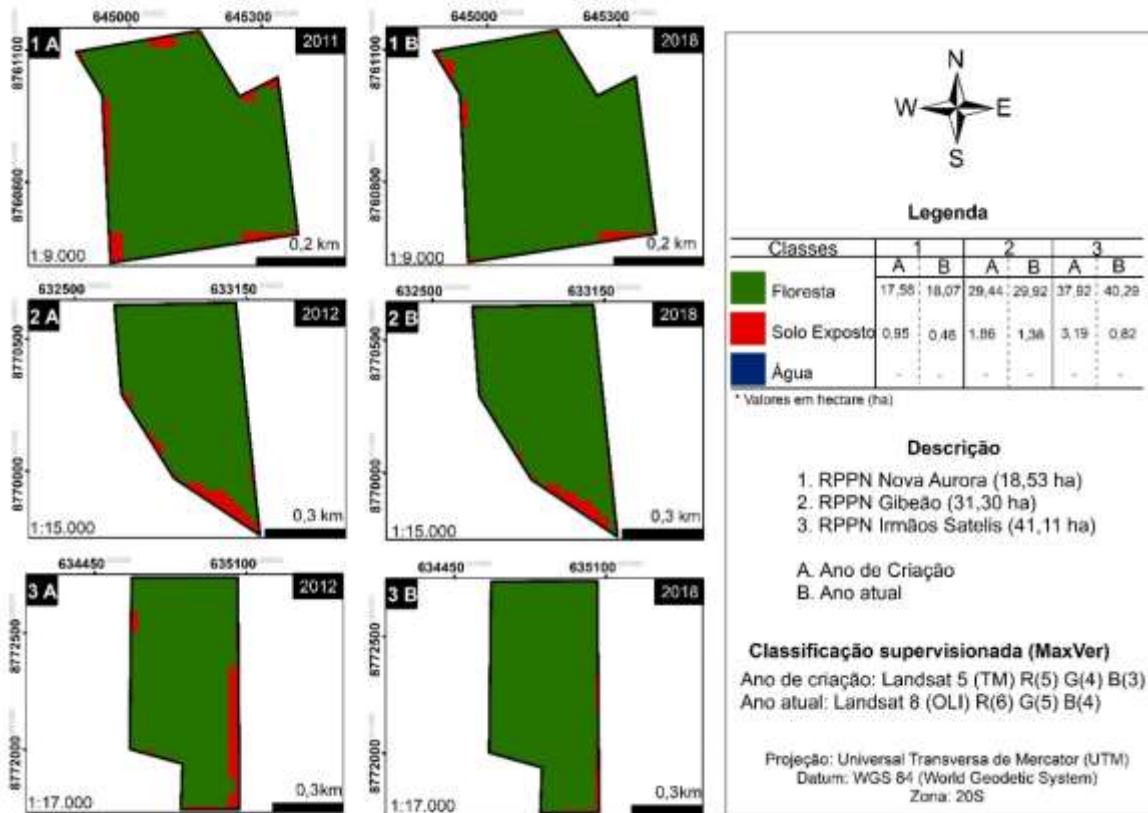 645000 645300
1 A
2011
8761100
8760800
1:9.000
0,2 km
645000 645300
1 B
2018
8761100
8760800
1:9.000
0,2 km
632500 633150
2 A
2012
8770500
8770000
1:15.000
0,3 km
632500 633150
2 B
2018
8770500
8770000
1:15.000
0,3 km
634450 635100
3 A
2012
8772500
8772000
1:17.000
0,3km
634450 635100
3 B
8772500
8772000
1:17.000
0,3km
N
W E
S
Legenda
Classes 1 2 3
A B A B A B
Floresta 17,58 18,07 29,44 29,92 37,92 40,29
Solo Exposto 0,95 0,46 1,86 1,38 3,19 0,82
Água - - - - - -
* Valores em hectare (ha)
Descrição
1. RPPN Nova Aurora (18,53 ha)
2. RPPN Gibeão (31,30 ha)
3. RPPN Irmãos Satelis (41,11 ha)
A. Ano de Criação
B. Ano atual
Classificação supervisionada (MaxVer)
Ano de criação: Landsat 5 (TM) R(5) G(4) B(3)
Ano atual: Landsat 8 (OLI) R(6) G(5) B(4)
Projeção: Universal Transversa de Mercator (UTM)
Datum: WGS 84 (World Geodetic System)
Zona: 20S